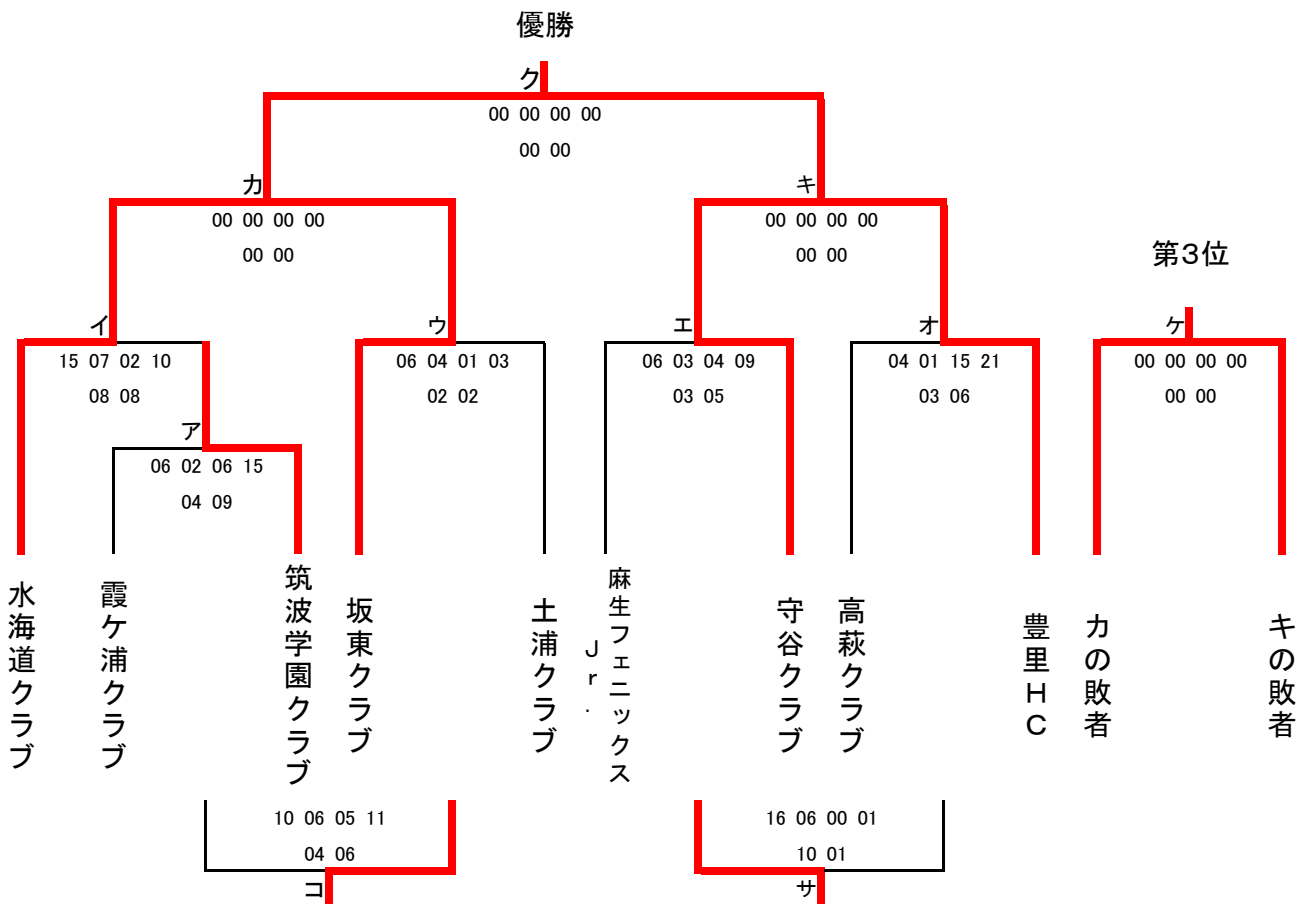 優勝
ク
00 00 00 00
00 00
カ
キ
00 00 00 00
00 00
00 00 00 00
00 00
第3位
イ
ウ
エ
オ
ケ
15 07 02 10
08 08
06 04 01 03
02 02
06 03 04 09
03 05
04 01 15 21
03 06
00 00 00 00
00 00
ア
06 02 06 15
04 09
水海道クラブ
霞ケ浦クラブ
筑波学園クラブ
坂東クラブ
土浦クラブ
麻生フェニックス
Jr.
守谷クラブ
高萩クラブ
豊里HC
カの敗者
キの敗者
10 06 05 11
04 06
コ
16 06 00 01
10 01
サ